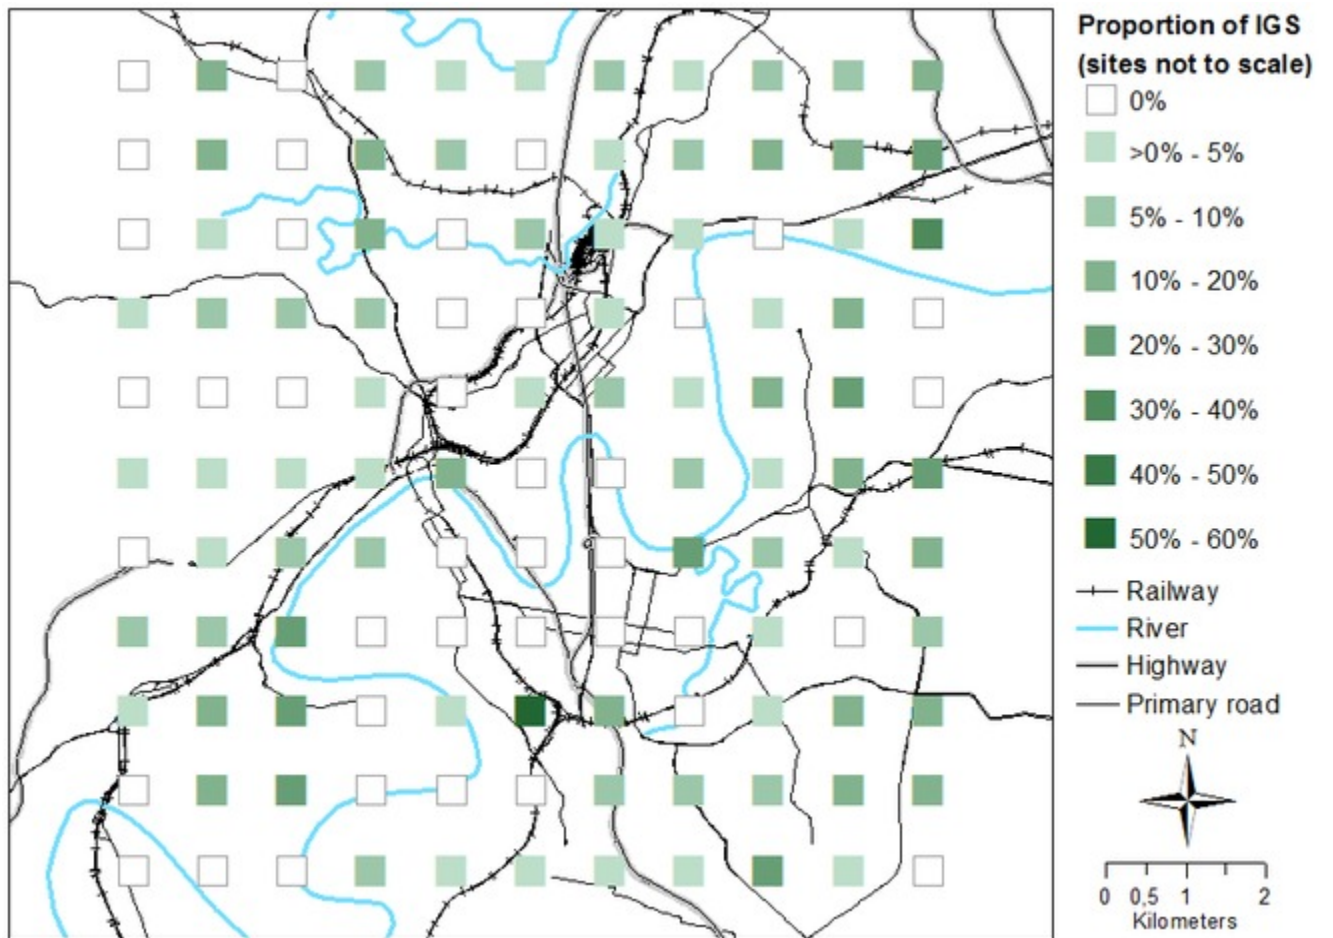 Proportion of IGS
(sites not to scale)
0%
>0% - 5%
5% - 10%
10% - 20%
20% - 30%
30% - 40%
40% - 50%
50% - 60%
Railway
River
Highway
Primary road
N
0 0,5 1 2
Kilometers